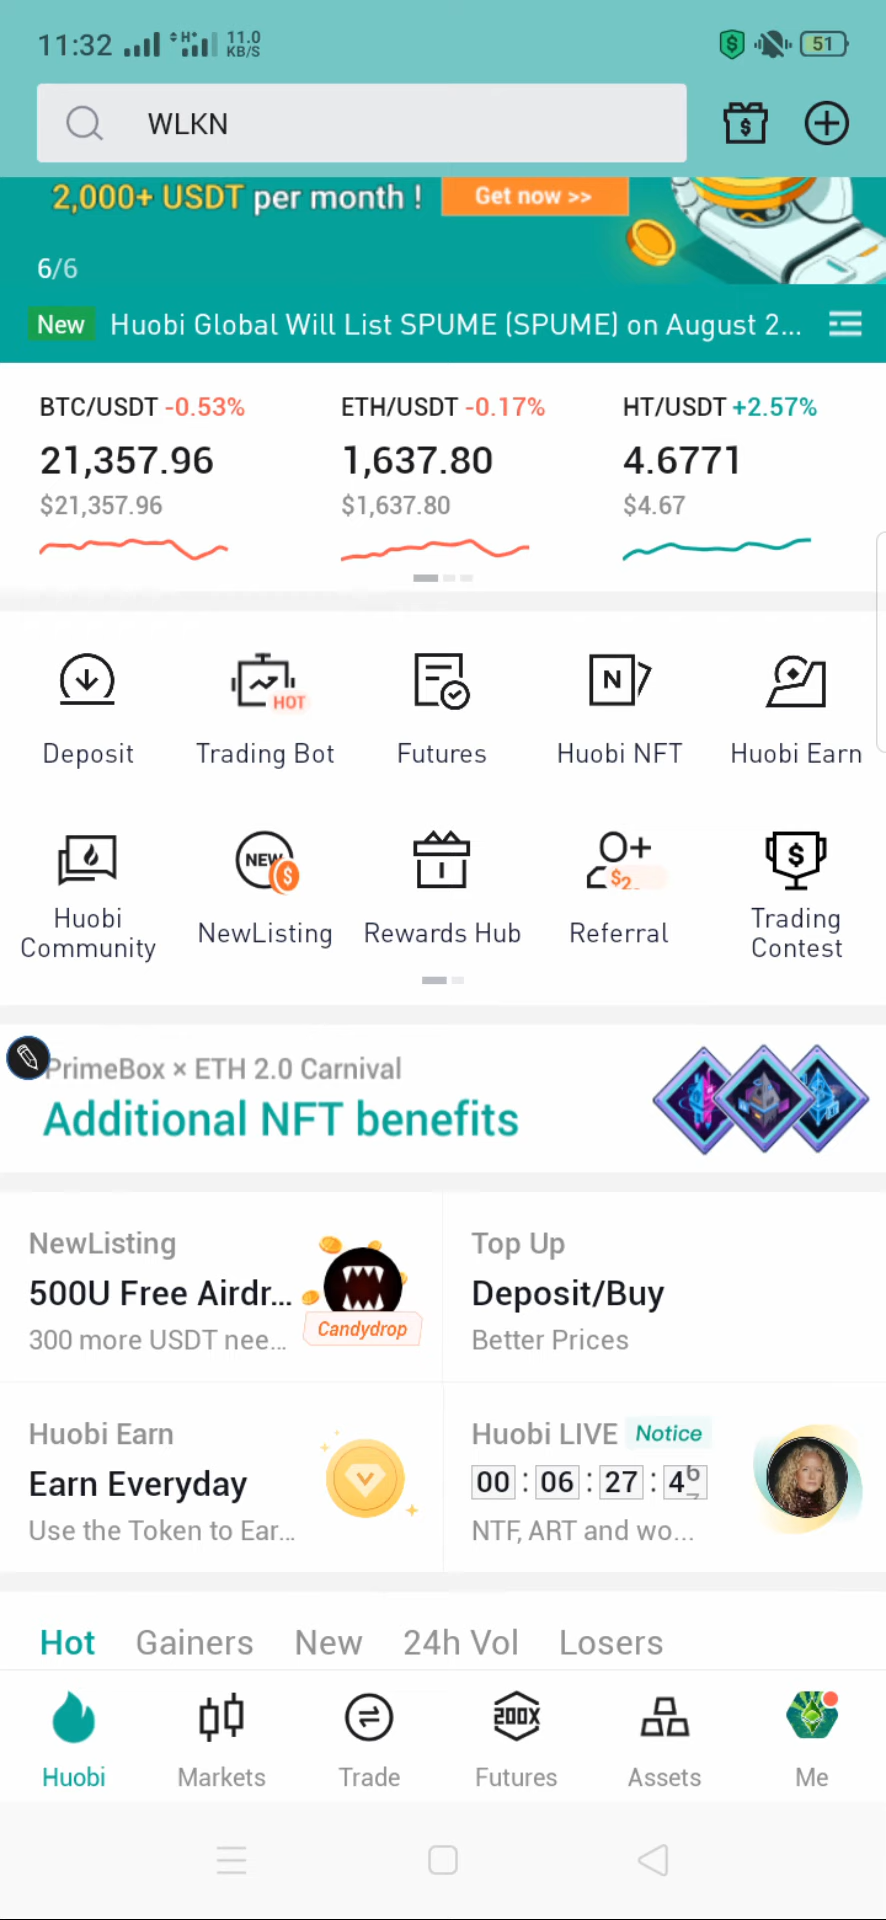 11:32 H+ 11.0 KB/S 51
WLKN
2,000+ USDT per month ! Get now >>
6/6
New Huobi Global Will List SPUME (SPUME) on August 2...
BTC/USDT -0.53% ETH/USDT -0.17% HT/USDT +2.57%
21,357.96 1,637.80 4.6771
$21,357.96 $1,637.80 $4.67
HOT N
Deposit Trading Bot Futures Huobi NFT Huobi Earn
NEW $ $2 $
Huobi Community NewListing Rewards Hub Referral Trading Contest
PrimeBox × ETH 2.0 Carnival
Additional NFT benefits
NewListing
500U Free Airdr...
300 more USDT nee...
Candydrop
Top Up
Deposit/Buy
Better Prices
Huobi Earn
Earn Everyday
Use the Token to Ear...
Huobi LIVE Notice
00 : 06 : 27 : 46
NTF, ART and wo...
Hot Gainers New 24h Vol Losers
200X
Huobi Markets Trade Futures Assets Me